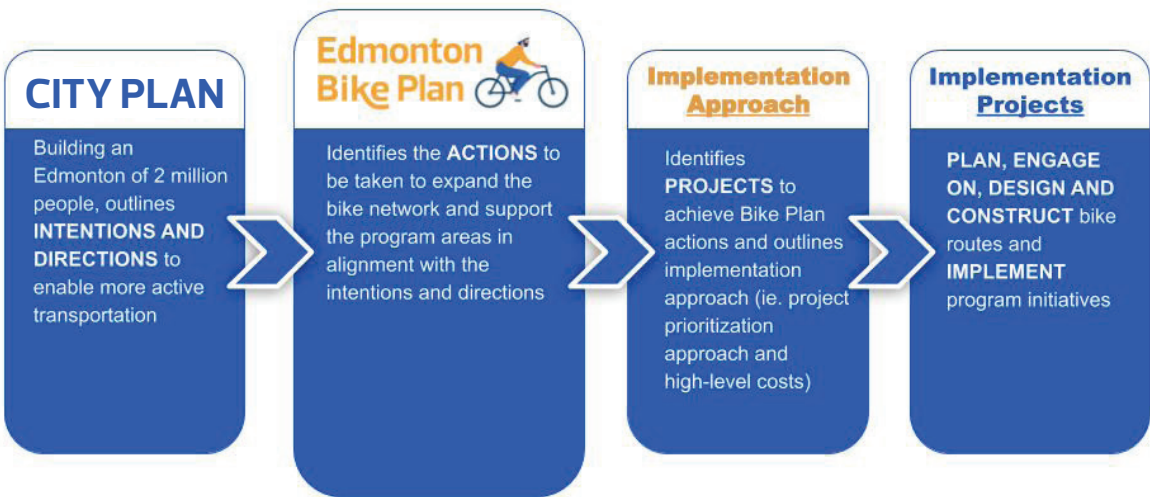 CITY PLAN
Building an
Edmonton of 2 million
people, outlines
INTENTIONS AND
DIRECTIONS to
enable more active
transportation
Edmonton
Bike Plan
Identifies the ACTIONS to
be taken to expand the
bike network and support
the program areas in
alignment with the
intentions and directions
Implementation
Approach
Identifies
PROJECTS to
achieve Bike Plan
actions and outlines
implementation
approach (ie. project
prioritization
approach and
high-level costs)
Implementation
Projects
PLAN, ENGAGE
ON, DESIGN AND
CONSTRUCT bike
routes and
IMPLEMENT
program initiatives